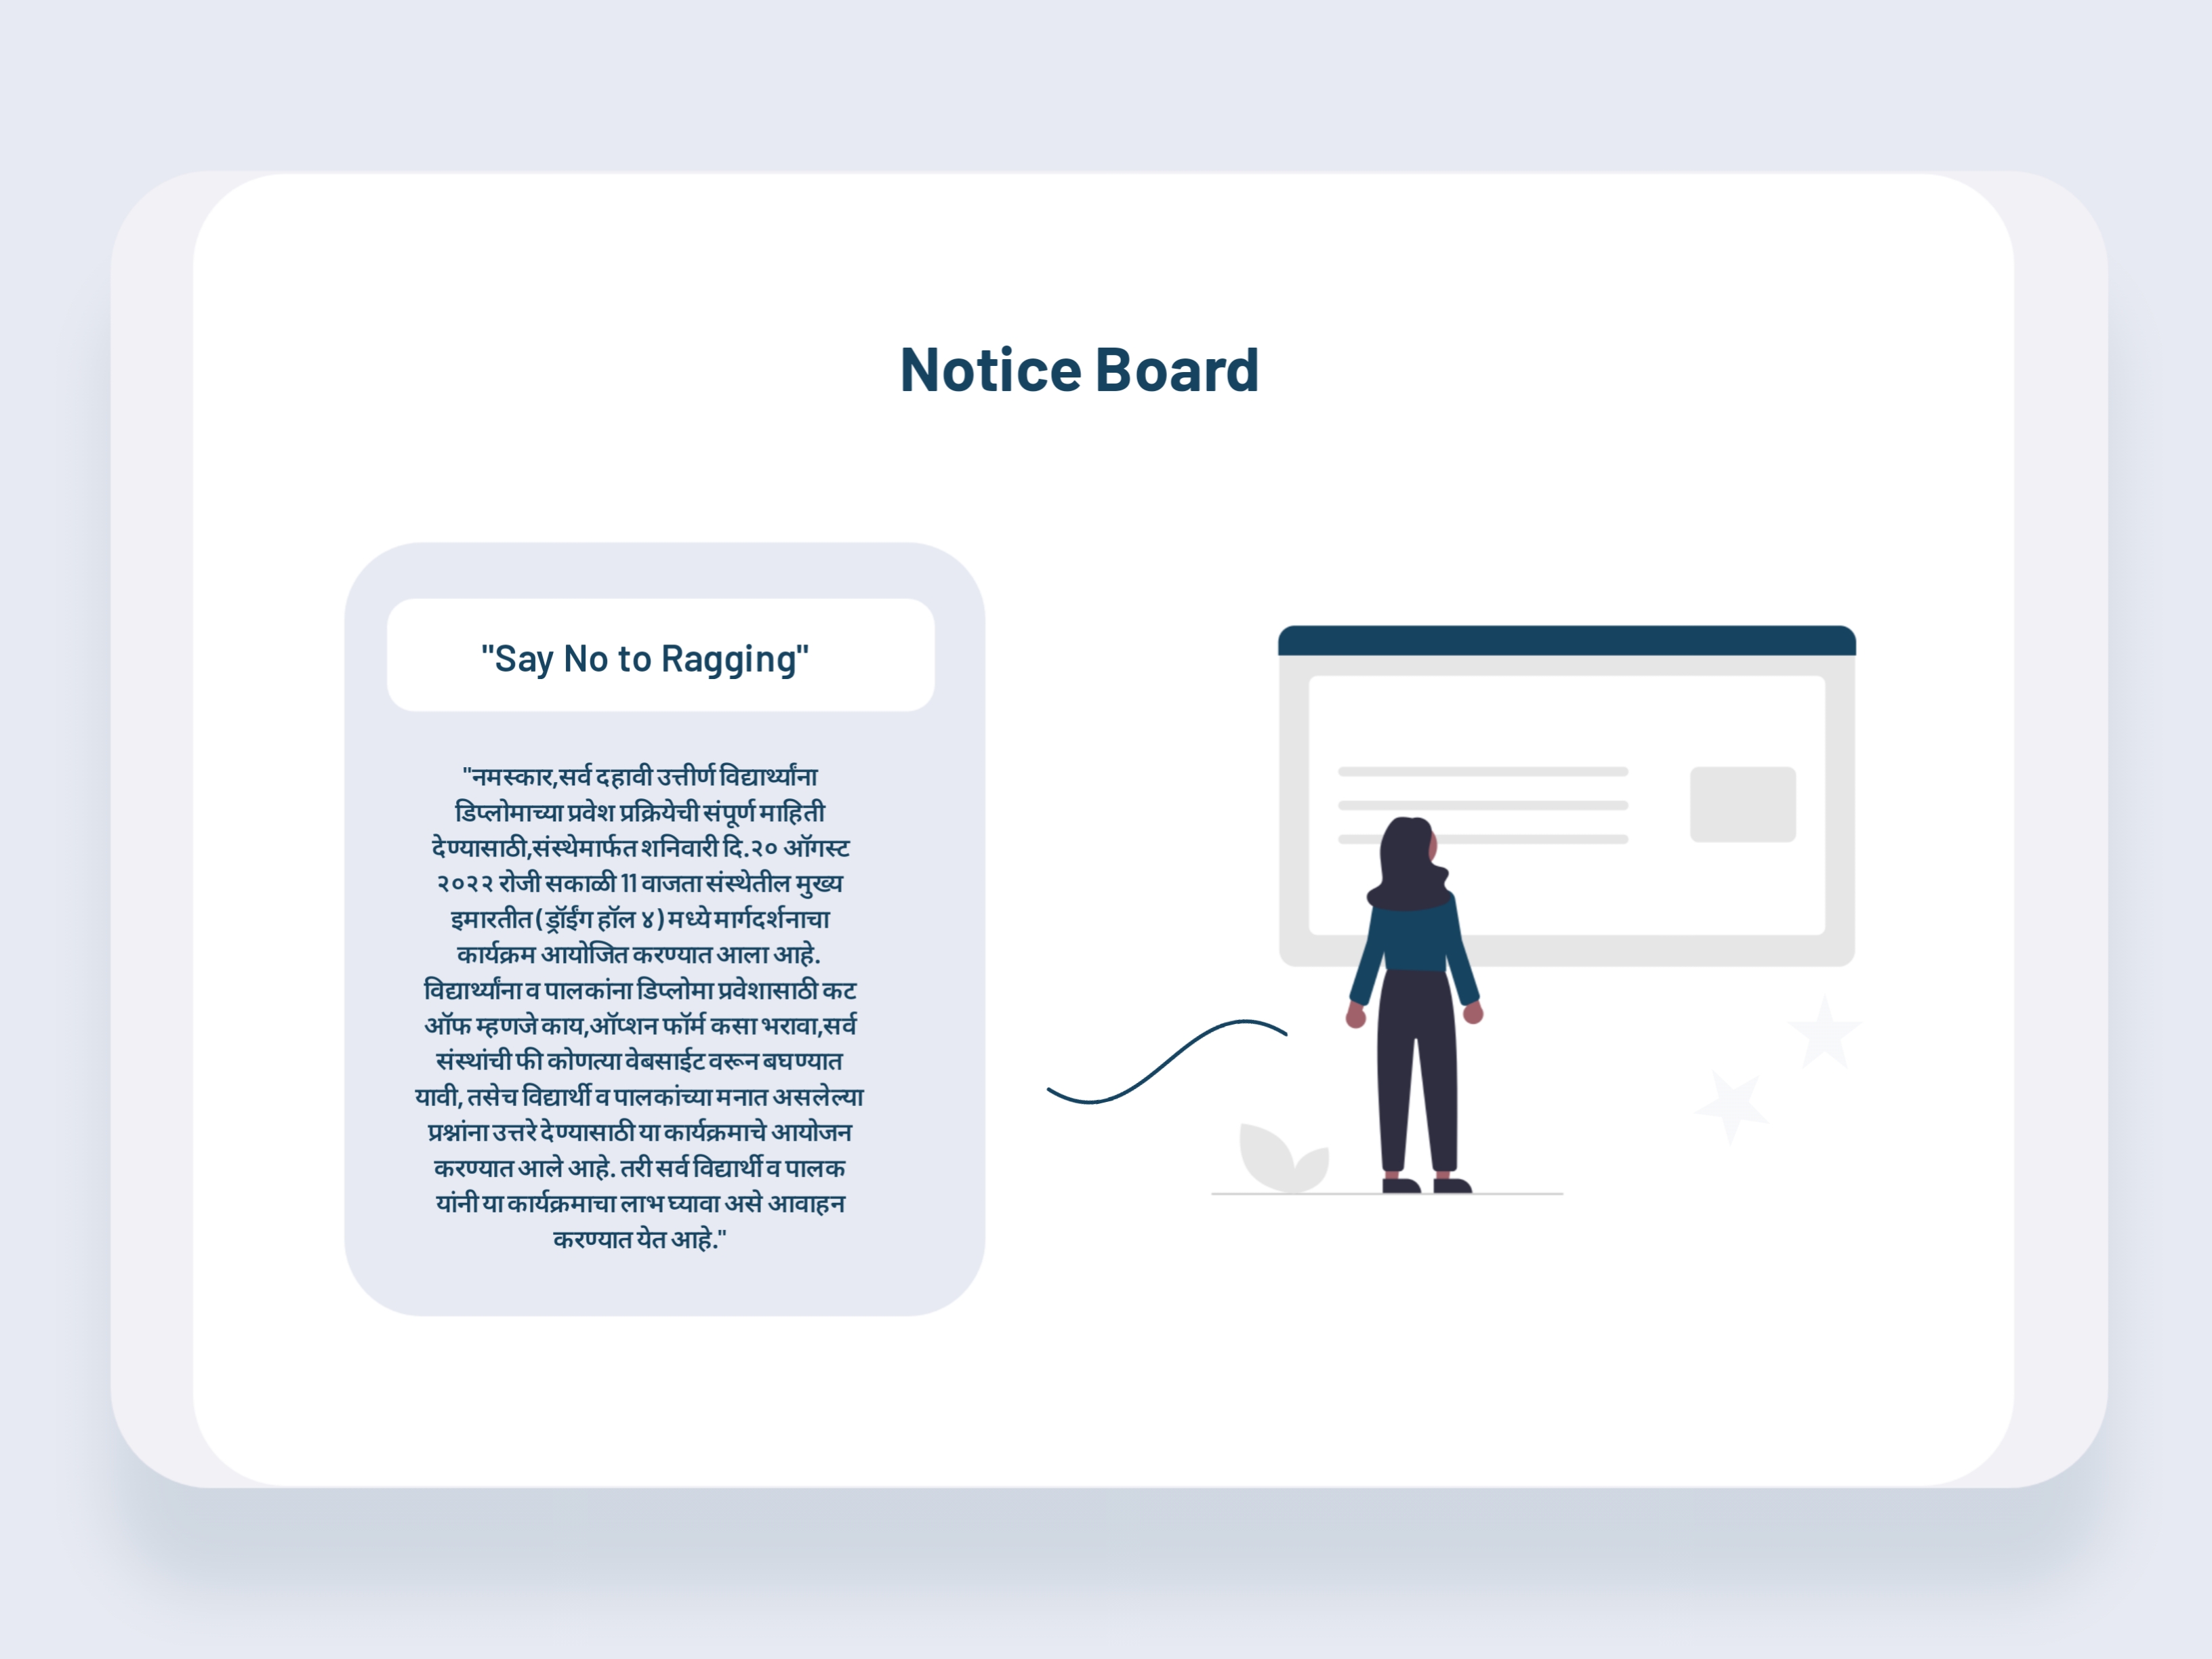 Notice Board
"Say No to Ragging"
"नमस्कार,सर्व दहावी उत्तीर्ण विद्यार्थ्यांना
डिप्लोमाच्या प्रवेश प्रक्रियेची संपूर्ण माहिती
देण्यासाठी,संस्थेमार्फत शनिवारी दि.२० ऑगस्ट
२०२२ रोजी सकाळी 11 वाजता संस्थेतील मुख्य
इमारतीत ( ड्रॉईंग हॉल ४ ) मध्ये मार्गदर्शनाचा
कार्यक्रम आयोजित करण्यात आला आहे.
विद्यार्थ्यांना व पालकांना डिप्लोमा प्रवेशासाठी कट
ऑफ म्हणजे काय,ऑप्शन फॉर्म कसा भरावा,सर्व
संस्थांची फी कोणत्या वेबसाईट वरून बघण्यात
यावी, तसेच विद्यार्थी व पालकांच्या मनात असलेल्या
प्रश्नांना उत्तरे देण्यासाठी या कार्यक्रमाचे आयोजन
करण्यात आले आहे. तरी सर्व विद्यार्थी व पालक
यांनी या कार्यक्रमाचा लाभ घ्यावा असे आवाहन
करण्यात येत आहे."